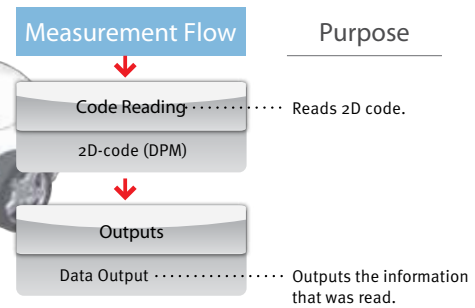 Measurement Flow
Purpose
Code Reading
Reads 2D code.
2D-code (DPM)
Outputs
Data Output
Outputs the information
that was read.